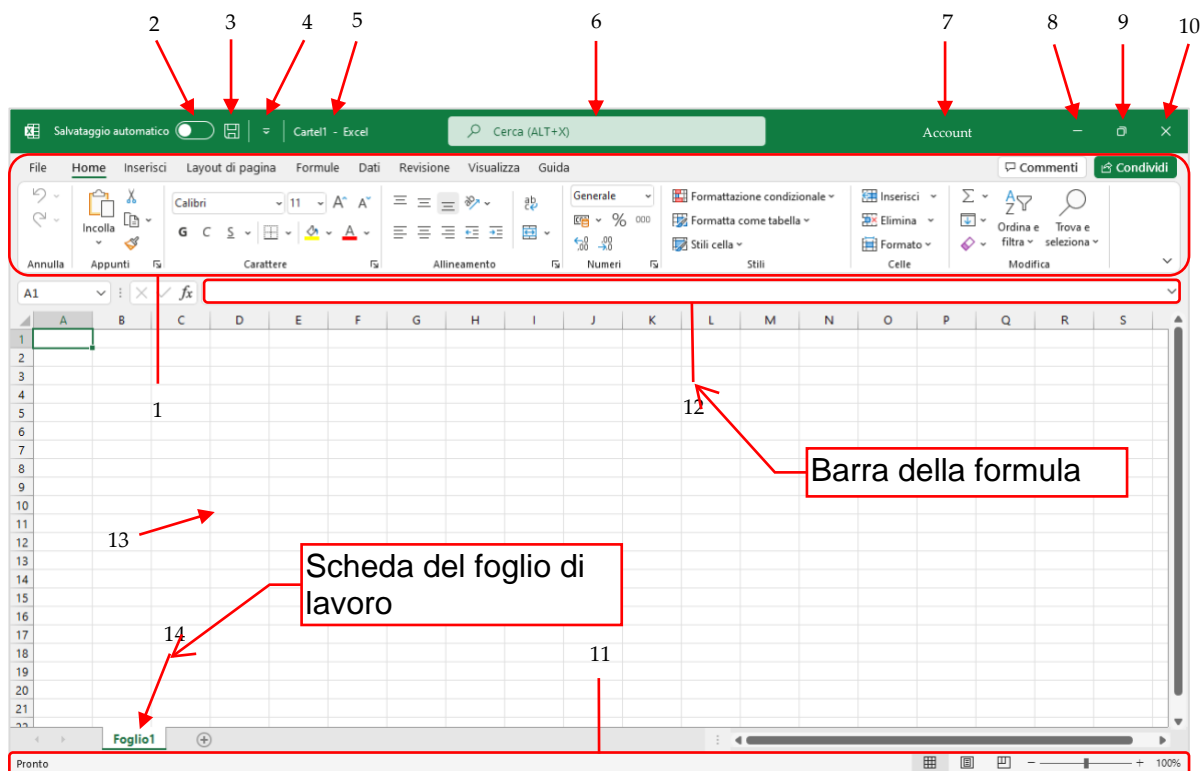 2 3 4 5 6 7 8 9 10
Salvataggio automatico Cartel1 - Excel Cerca (ALT+X) Account
File Home Inserisci Layout di pagina Formule Dati Revisione Visualizza Guida Commenti Condividi
Calibri 11 A^ Aˇ ab Generale Formattazione condizionale Inserisci Σ
Incolla % 000 Formatta come tabella Elimina Ordina e Trova e
G C S A Stili cella Formato filtra seleziona
Annulla Appunti Carattere Allineamento Numeri Stili Celle Modifica
A1 fx
A B C D E F G H I J K L M N O P Q R S
1
2
3
4
5 1 12
6
7
8 Barra della formula
9
10
11
12 13
13 Scheda del foglio di
14 lavoro
15
16
17 14
18 11
19
20
21
22
Foglio1
Pronto 100%